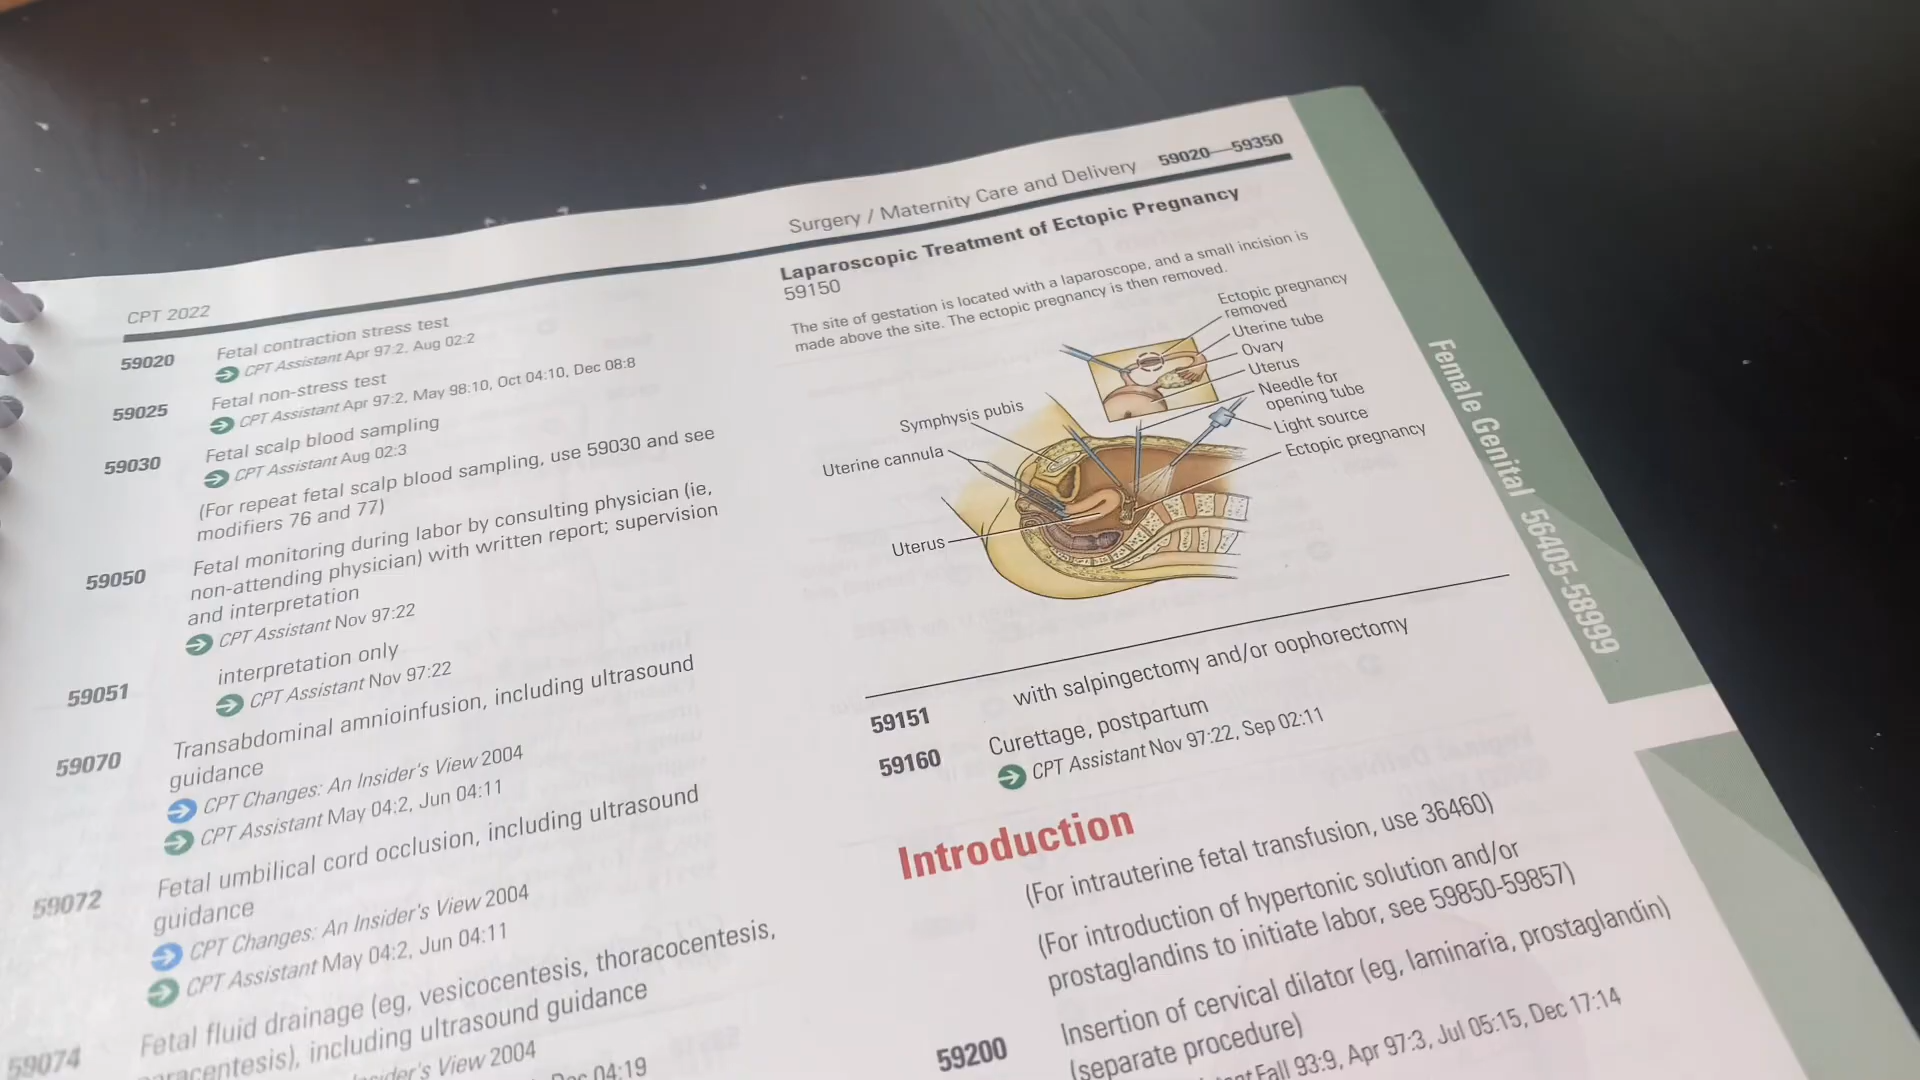 CPT 2022
Surgery / Maternity Care and Delivery 59020—59350
59020 Fetal contraction stress test
CPT Assistant Apr 97:2, Aug 02:2
59025 Fetal non-stress test
CPT Assistant Apr 97:2, May 98:10, Oct 04:10, Dec 08:8
59030 Fetal scalp blood sampling
CPT Assistant Aug 02:3
(For repeat fetal scalp blood sampling, use 59030 and see
modifiers 76 and 77)
59050 Fetal monitoring during labor by consulting physician (ie,
non-attending physician) with written report; supervision
and interpretation
CPT Assistant Nov 97:22
59051 interpretation only
CPT Assistant Nov 97:22
59070 Transabdominal amnioinfusion, including ultrasound
guidance
CPT Changes: An Insider's View 2004
CPT Assistant May 04:2, Jun 04:11
59072 Fetal umbilical cord occlusion, including ultrasound
guidance
CPT Changes: An Insider's View 2004
CPT Assistant May 04:2, Jun 04:11
59074 Fetal fluid drainage (eg, vesicocentesis, thoracocentesis,
paracentesis), including ultrasound guidance
View 2004
04:19
Laparoscopic Treatment of Ectopic Pregnancy
59150
The site of gestation is located with a laparoscope, and a small incision is
made above the site. The ectopic pregnancy is then removed.
Ectopic pregnancy
removed
Uterine tube
Ovary
Uterus
Needle for
opening tube
Light source
Ectopic pregnancy
Symphysis pubis
Uterine cannula
Uterus
59151 with salpingectomy and/or oophorectomy
59160 Curettage, postpartum
CPT Assistant Nov 97:22, Sep 02:11
Introduction
(For intrauterine fetal transfusion, use 36460)
(For introduction of hypertonic solution and/or
prostaglandins to initiate labor, see 59850-59857)
59200 Insertion of cervical dilator (eg, laminaria, prostaglandin)
(separate procedure)
Fall 93:9, Apr 97:3, Jul 05:15, Dec 17:14
Female Genital 56405-58999